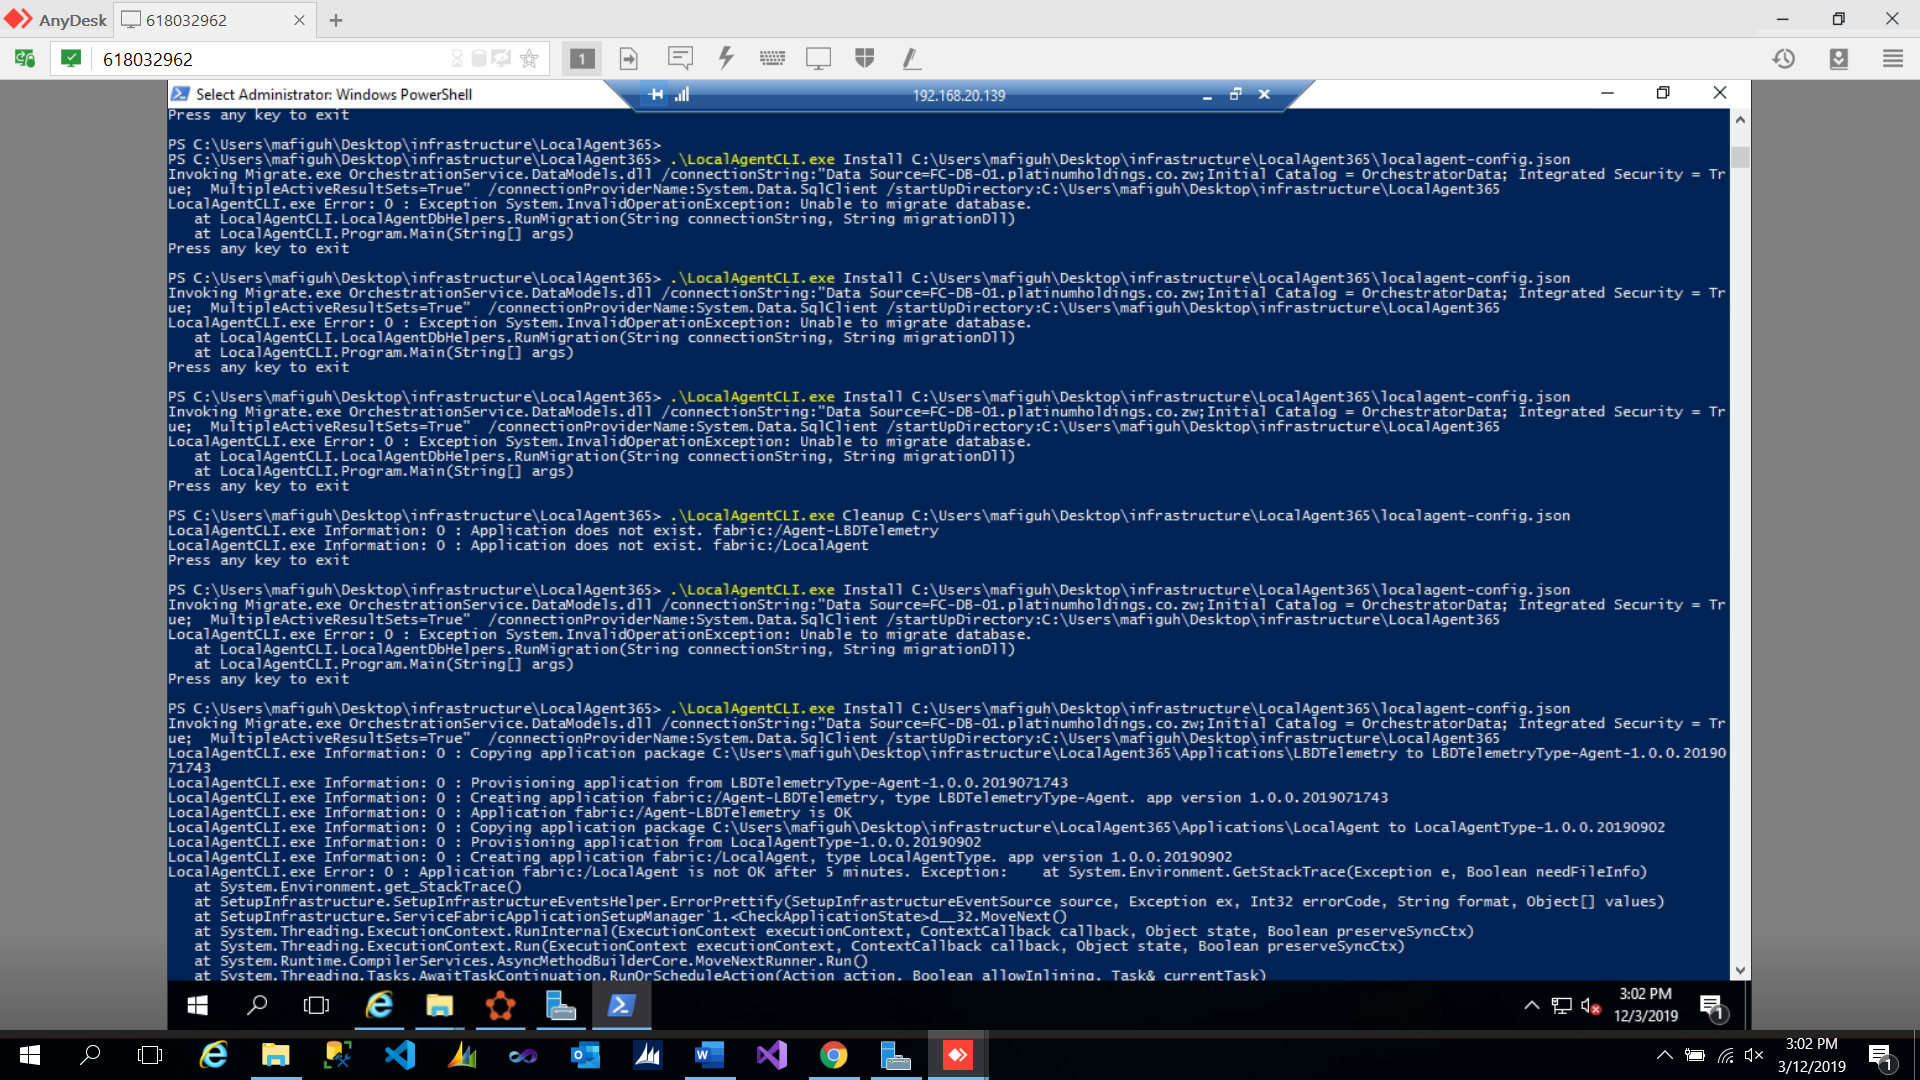 AnyDesk
618032962
618032962
1
Select Administrator: Windows PowerShell
192.168.20.139
Press any key to exit
PS C:\Users\mafiguh\Desktop\infrastructure\LocalAgent365>
PS C:\Users\mafiguh\Desktop\infrastructure\LocalAgent365> .\LocalAgentCLI.exe Install C:\Users\mafiguh\Desktop\infrastructure\LocalAgent365\localagent-config.json
Invoking Migrate.exe OrchestrationService.DataModels.dll /connectionString:"Data Source=FC-DB-01.platinumholdings.co.zw;Initial Catalog = OrchestratorData; Integrated Security = Tr
ue;  MultipleActiveResultSets=True"  /connectionProviderName:System.Data.SqlClient /startUpDirectory:C:\Users\mafiguh\Desktop\infrastructure\LocalAgent365
LocalAgentCLI.exe Error: 0 : Exception System.InvalidOperationException: Unable to migrate database.
   at LocalAgentCLI.LocalAgentDbHelpers.RunMigration(String connectionString, String migrationDll)
   at LocalAgentCLI.Program.Main(String[] args)
Press any key to exit
PS C:\Users\mafiguh\Desktop\infrastructure\LocalAgent365> .\LocalAgentCLI.exe Install C:\Users\mafiguh\Desktop\infrastructure\LocalAgent365\localagent-config.json
Invoking Migrate.exe OrchestrationService.DataModels.dll /connectionString:"Data Source=FC-DB-01.platinumholdings.co.zw;Initial Catalog = OrchestratorData; Integrated Security = Tr
ue;  MultipleActiveResultSets=True"  /connectionProviderName:System.Data.SqlClient /startUpDirectory:C:\Users\mafiguh\Desktop\infrastructure\LocalAgent365
LocalAgentCLI.exe Error: 0 : Exception System.InvalidOperationException: Unable to migrate database.
   at LocalAgentCLI.LocalAgentDbHelpers.RunMigration(String connectionString, String migrationDll)
   at LocalAgentCLI.Program.Main(String[] args)
Press any key to exit
PS C:\Users\mafiguh\Desktop\infrastructure\LocalAgent365> .\LocalAgentCLI.exe Install C:\Users\mafiguh\Desktop\infrastructure\LocalAgent365\localagent-config.json
Invoking Migrate.exe OrchestrationService.DataModels.dll /connectionString:"Data Source=FC-DB-01.platinumholdings.co.zw;Initial Catalog = OrchestratorData; Integrated Security = Tr
ue;  MultipleActiveResultSets=True"  /connectionProviderName:System.Data.SqlClient /startUpDirectory:C:\Users\mafiguh\Desktop\infrastructure\LocalAgent365
LocalAgentCLI.exe Error: 0 : Exception System.InvalidOperationException: Unable to migrate database.
   at LocalAgentCLI.LocalAgentDbHelpers.RunMigration(String connectionString, String migrationDll)
   at LocalAgentCLI.Program.Main(String[] args)
Press any key to exit
PS C:\Users\mafiguh\Desktop\infrastructure\LocalAgent365> .\LocalAgentCLI.exe Cleanup C:\Users\mafiguh\Desktop\infrastructure\LocalAgent365\localagent-config.json
LocalAgentCLI.exe Information: 0 : Application does not exist. fabric:/Agent-LBDTelemetry
LocalAgentCLI.exe Information: 0 : Application does not exist. fabric:/LocalAgent
Press any key to exit
PS C:\Users\mafiguh\Desktop\infrastructure\LocalAgent365> .\LocalAgentCLI.exe Install C:\Users\mafiguh\Desktop\infrastructure\LocalAgent365\localagent-config.json
Invoking Migrate.exe OrchestrationService.DataModels.dll /connectionString:"Data Source=FC-DB-01.platinumholdings.co.zw;Initial Catalog = OrchestratorData; Integrated Security = Tr
ue;  MultipleActiveResultSets=True"  /connectionProviderName:System.Data.SqlClient /startUpDirectory:C:\Users\mafiguh\Desktop\infrastructure\LocalAgent365
LocalAgentCLI.exe Error: 0 : Exception System.InvalidOperationException: Unable to migrate database.
   at LocalAgentCLI.LocalAgentDbHelpers.RunMigration(String connectionString, String migrationDll)
   at LocalAgentCLI.Program.Main(String[] args)
Press any key to exit
PS C:\Users\mafiguh\Desktop\infrastructure\LocalAgent365> .\LocalAgentCLI.exe Install C:\Users\mafiguh\Desktop\infrastructure\LocalAgent365\localagent-config.json
Invoking Migrate.exe OrchestrationService.DataModels.dll /connectionString:"Data Source=FC-DB-01.platinumholdings.co.zw;Initial Catalog = OrchestratorData; Integrated Security = Tr
ue;  MultipleActiveResultSets=True"  /connectionProviderName:System.Data.SqlClient /startUpDirectory:C:\Users\mafiguh\Desktop\infrastructure\LocalAgent365
LocalAgentCLI.exe Information: 0 : Copying application package C:\Users\mafiguh\Desktop\infrastructure\LocalAgent365\Applications\LBDTelemetry to LBDTelemetryType-Agent-1.0.0.20190
71743
LocalAgentCLI.exe Information: 0 : Provisioning application from LBDTelemetryType-Agent-1.0.0.2019071743
LocalAgentCLI.exe Information: 0 : Creating application fabric:/Agent-LBDTelemetry, type LBDTelemetryType-Agent. app version 1.0.0.2019071743
LocalAgentCLI.exe Information: 0 : Application fabric:/Agent-LBDTelemetry is OK
LocalAgentCLI.exe Information: 0 : Copying application package C:\Users\mafiguh\Desktop\infrastructure\LocalAgent365\Applications\LocalAgent to LocalAgentType-1.0.0.20190902
LocalAgentCLI.exe Information: 0 : Provisioning application from LocalAgentType-1.0.0.20190902
LocalAgentCLI.exe Information: 0 : Creating application fabric:/LocalAgent, type LocalAgentType. app version 1.0.0.20190902
LocalAgentCLI.exe Error: 0 : Application fabric:/LocalAgent is not OK after 5 minutes. Exception:    at System.Environment.GetStackTrace(Exception e, Boolean needFileInfo)
   at System.Environment.get_StackTrace()
   at SetupInfrastructure.SetupInfrastructureEventsHelper.ErrorPrettify(SetupInfrastructureEventSource source, Exception ex, Int32 errorCode, String format, Object[] values)
   at SetupInfrastructure.ServiceFabricApplicationSetupManager`1.<CheckApplicationState>d__32.MoveNext()
   at System.Threading.ExecutionContext.RunInternal(ExecutionContext executionContext, ContextCallback callback, Object state, Boolean preserveSyncCtx)
   at System.Threading.ExecutionContext.Run(ExecutionContext executionContext, ContextCallback callback, Object state, Boolean preserveSyncCtx)
   at System.Runtime.CompilerServices.AsyncMethodBuilderCore.MoveNextRunner.Run()
   at System.Threading.Tasks.AwaitTaskContinuation.RunOrScheduleAction(Action action, Boolean allowInlining, Task& currentTask)
3:02 PM
12/3/2019
1
3:02 PM
3/12/2019
1